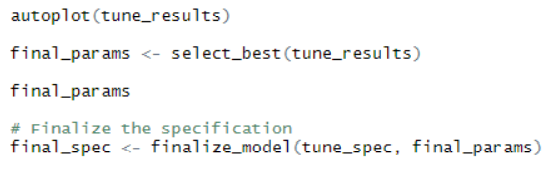 autoplot(tune_results)
final_params <- select_best(tune_results)
final_params
# Finalize the specification
final_spec <- finalize_model(tune_spec, final_params)